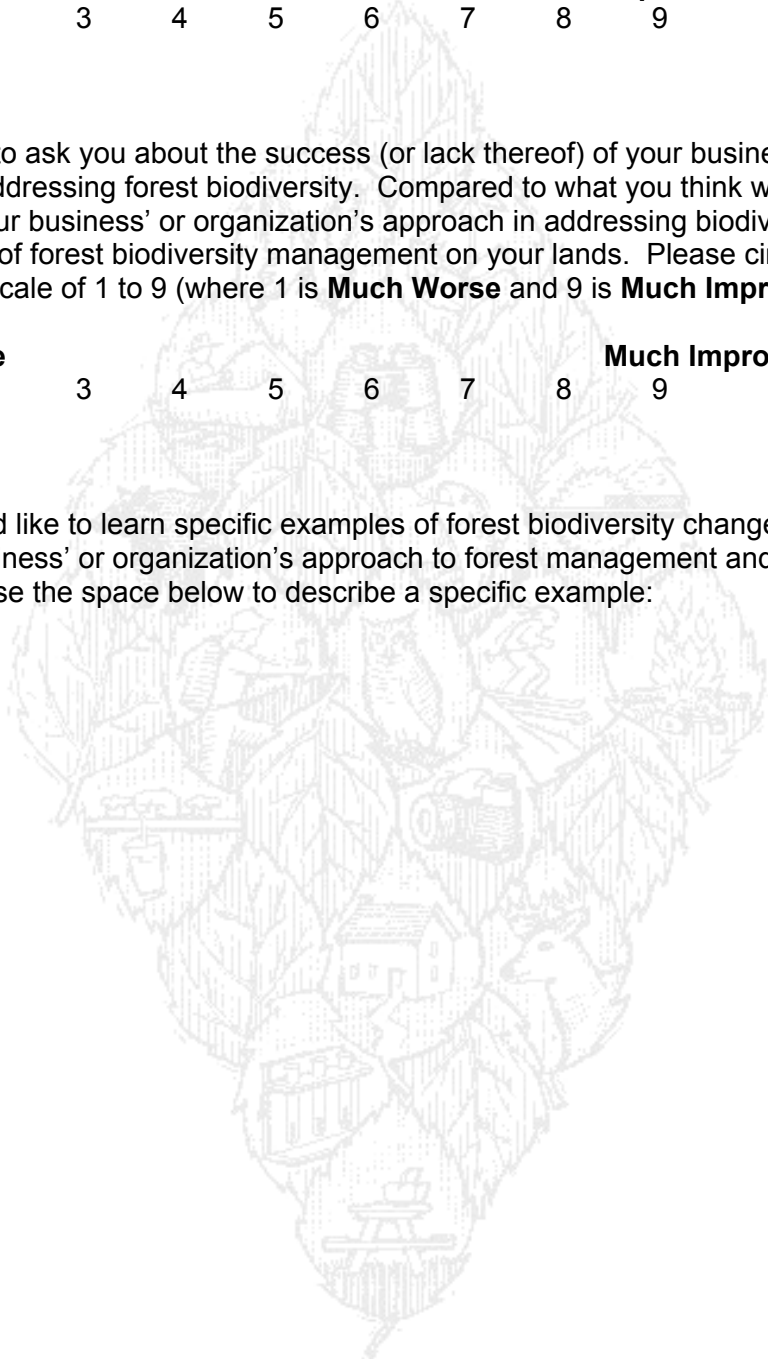 3 4 5 6 7 8 9
to ask you about the success (or lack thereof) of your busine
ddressing forest biodiversity. Compared to what you think w
ur business’ or organization’s approach in addressing biodiv
of forest biodiversity management on your lands. Please cir
cale of 1 to 9 (where 1 is Much Worse and 9 is Much Impr
e Much Impro
3 4 5 6 7 8 9
d like to learn specific examples of forest biodiversity change
ness’ or organization’s approach to forest management and
se the space below to describe a specific example: